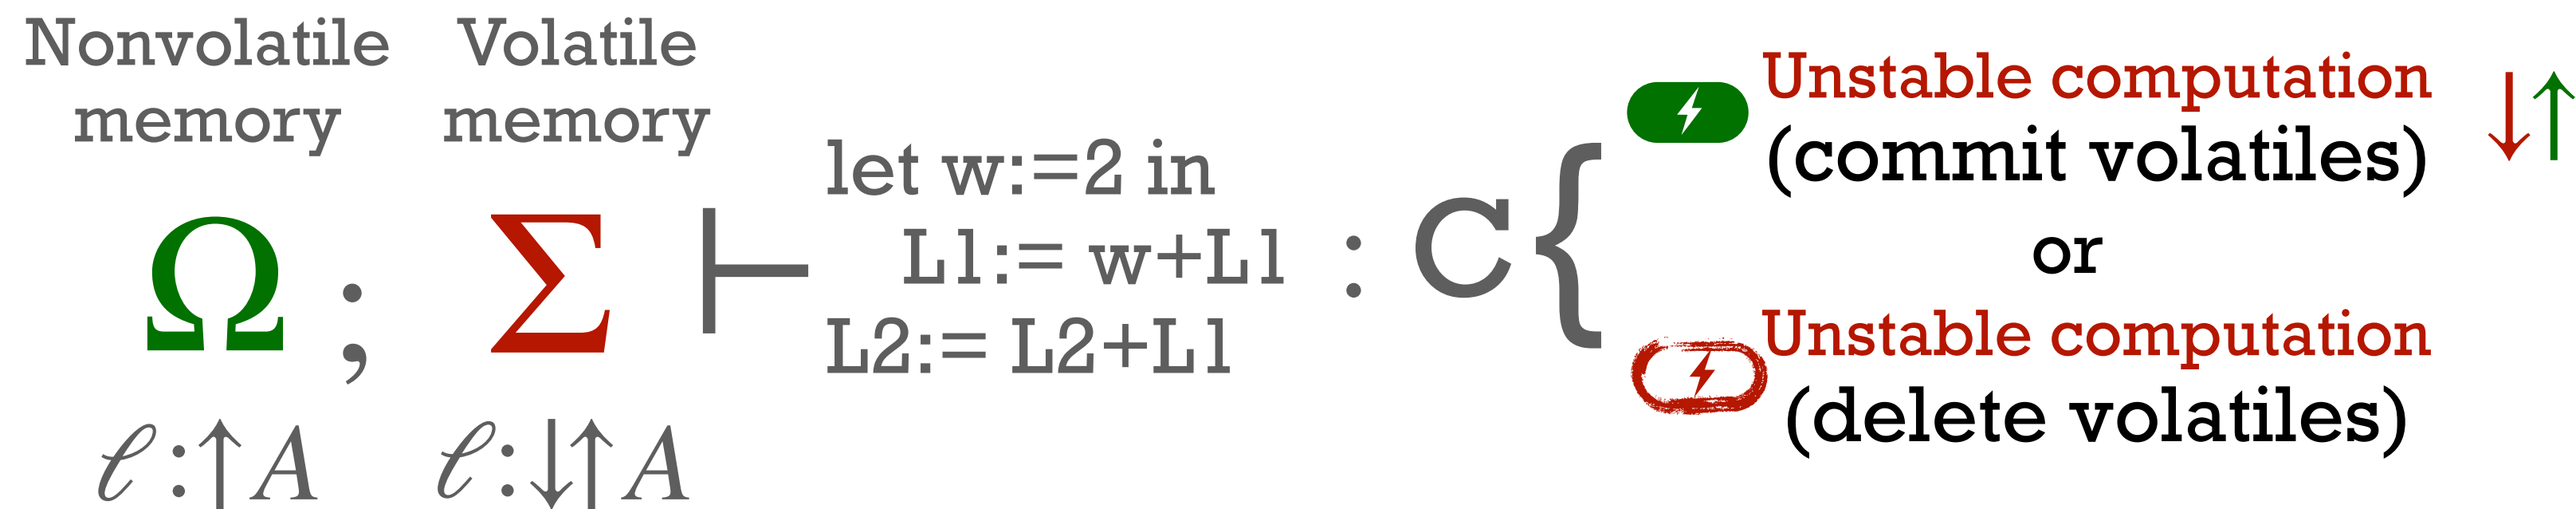 Nonvolatile memory
Volatile memory
Ω ; Σ ⊢
ℓ :↑A
ℓ:↓↑A
let w:=2 in
L1:= w+L1
L2:= L2+L1
: C {
Unstable computation ↓↑
(commit volatiles)
or
Unstable computation
(delete volatiles)